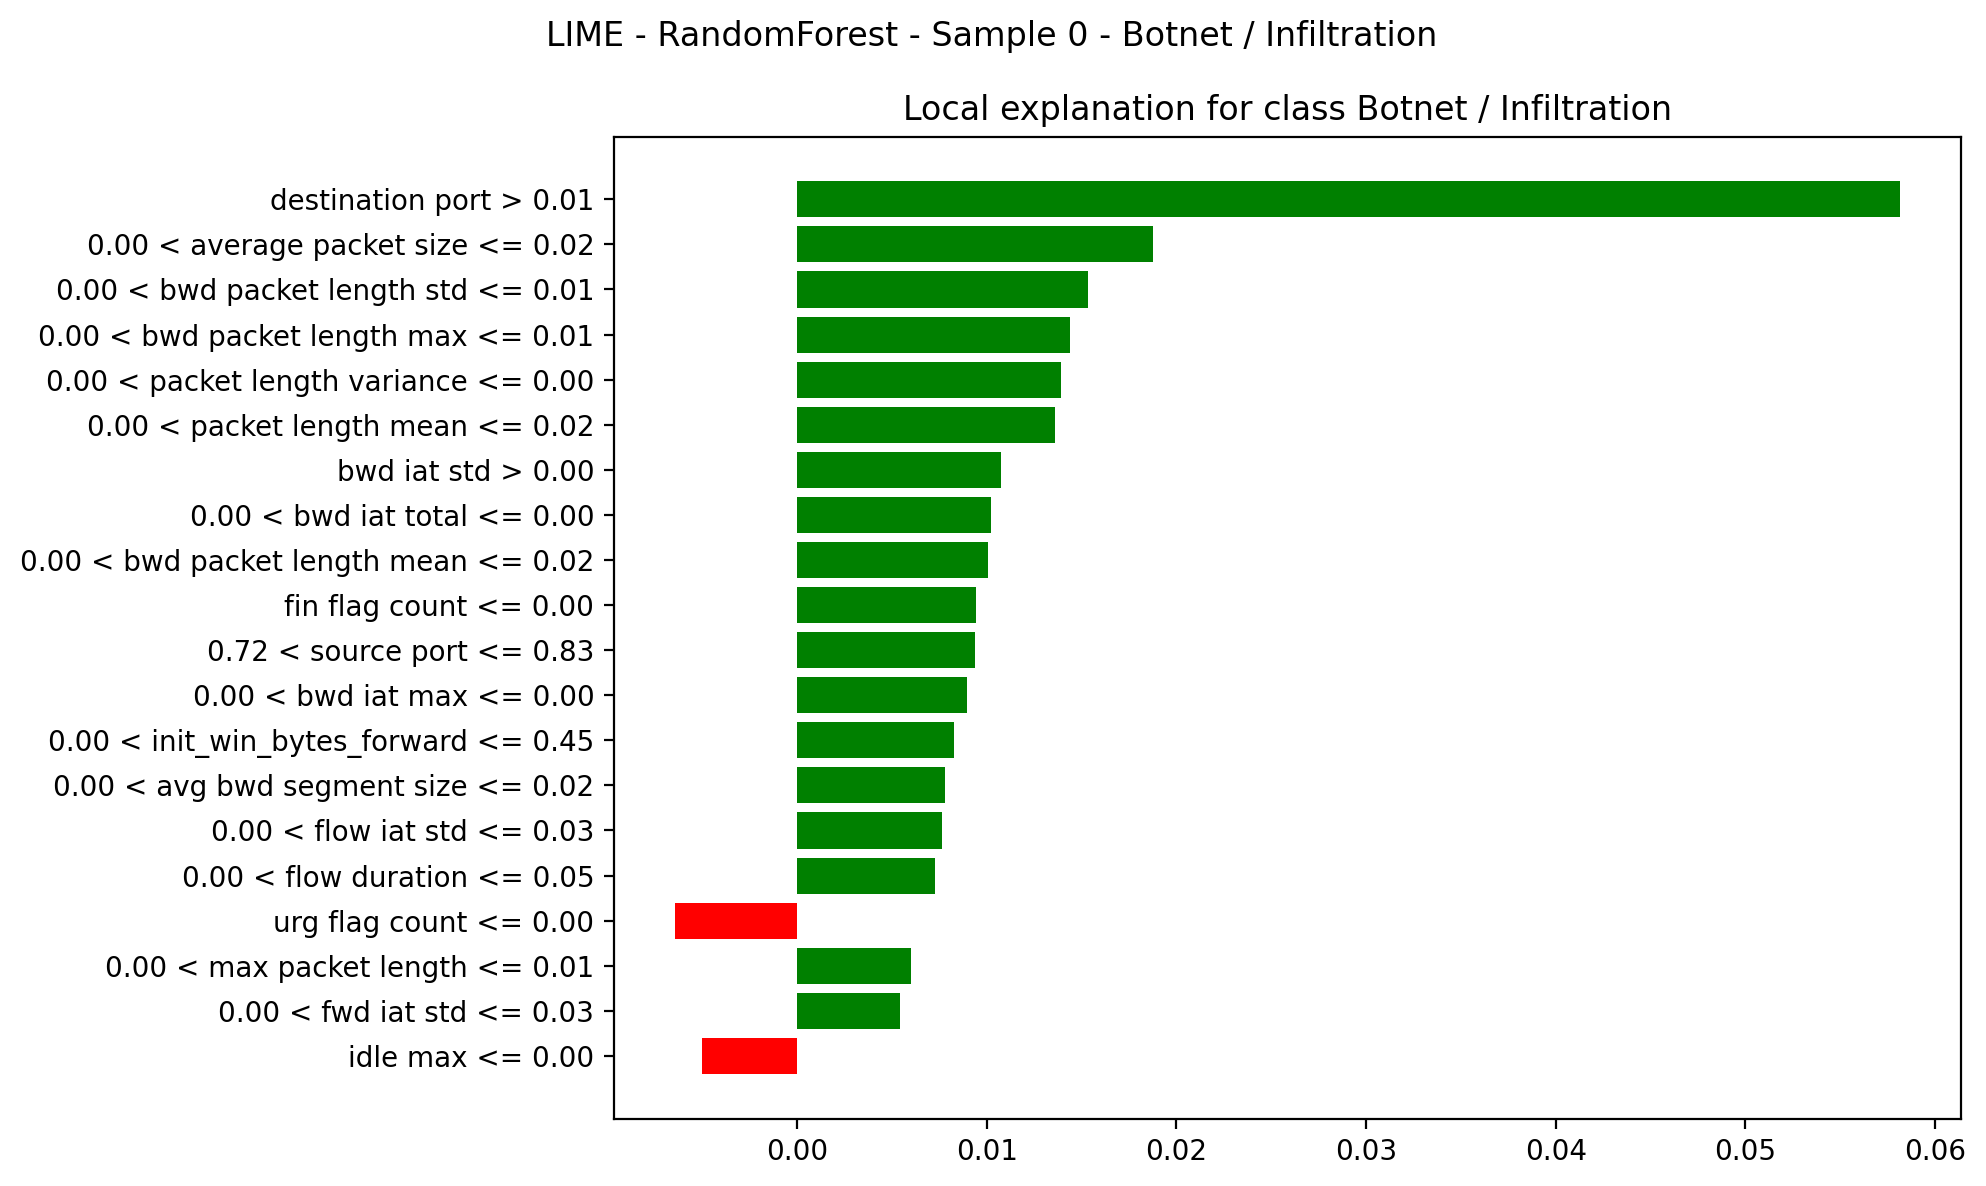 LIME - RandomForest - Sample 0 - Botnet / Infiltration
Local explanation for class Botnet / Infiltration
destination port > 0.01
0.00 < average packet size <= 0.02
0.00 < bwd packet length std <= 0.01
0.00 < bwd packet length max <= 0.01
0.00 < packet length variance <= 0.00
0.00 < packet length mean <= 0.02
bwd iat std > 0.00
0.00 < bwd iat total <= 0.00
0.00 < bwd packet length mean <= 0.02
fin flag count <= 0.00
0.72 < source port <= 0.83
0.00 < bwd iat max <= 0.00
0.00 < init_win_bytes_forward <= 0.45
0.00 < avg bwd segment size <= 0.02
0.00 < flow iat std <= 0.03
0.00 < flow duration <= 0.05
urg flag count <= 0.00
0.00 < max packet length <= 0.01
0.00 < fwd iat std <= 0.03
idle max <= 0.00
0.00 0.01 0.02 0.03 0.04 0.05 0.06